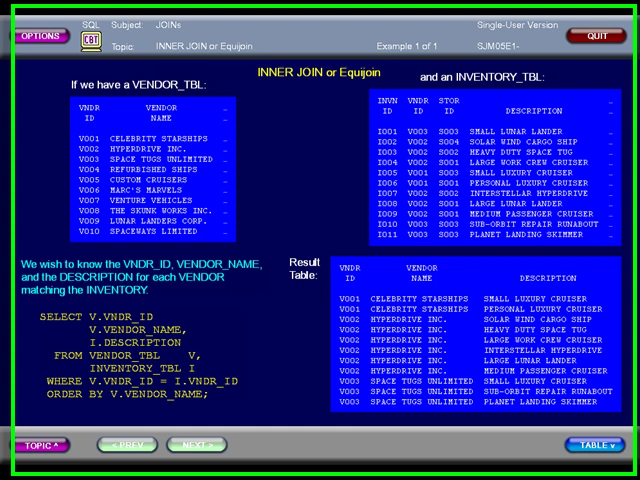 OPTIONS
SQL
CBT
Subject: JOINs
Topic: INNER JOIN or Equijoin
Example 1 of 1
Single-User Version
SJM05E1-
QUIT
INNER JOIN or Equijoin
If we have a VENDOR_TBL:
VNDR VENDOR ...
ID NAME ...
V001 CELEBRITY STARSHIPS ...
V002 HYPERDRIVE INC. ...
V003 SPACE TUGS UNLIMITED ...
V004 REFURBISHED SHIPS ...
V005 CUSTOM CRUISERS ...
V006 MARC'S MARVELS ...
V007 VENTURE VEHICLES ...
V008 THE SKUNK WORKS INC. ...
V009 LUNAR LANDERS CORP. ...
V010 SPACEWAYS LIMITED ...
and an INVENTORY_TBL:
INVN VNDR STOR ...
ID ID ID DESCRIPTION ...
I001 V003 S003 SMALL LUNAR LANDER ...
I002 V002 S004 SOLAR WIND CARGO SHIP ...
I003 V002 S002 HEAVY DUTY SPACE TUG ...
I004 V002 S001 LARGE WORK CREW CRUISER ...
I005 V001 S003 SMALL LUXURY CRUISER ...
I006 V001 S001 PERSONAL LUXURY CRUISER ...
I007 V002 S002 INTERSTELLAR HYPERDRIVE ...
I008 V002 S001 LARGE LUNAR LANDER ...
I009 V002 S001 MEDIUM PASSENGER CRUISER ...
I010 V003 S003 SUB-ORBIT REPAIR RUNABOUT ...
I011 V003 S003 PLANET LANDING SKIMMER ...
We wish to know the VNDR_ID, VENDOR_NAME,
and the DESCRIPTION for each VENDOR
matching the INVENTORY.
SELECT V.VNDR_ID
V.VENDOR_NAME,
I.DESCRIPTION
FROM VENDOR_TBL V,
INVENTORY_TBL I
WHERE V.VNDR_ID = I.VNDR_ID
ORDER BY V.VENDOR_NAME;
Result
Table:
VNDR VENDOR
ID NAME DESCRIPTION
V001 CELEBRITY STARSHIPS SMALL LUXURY CRUISER
V001 CELEBRITY STARSHIPS PERSONAL LUXURY CRUISER
V002 HYPERDRIVE INC. SOLAR WIND CARGO SHIP
V002 HYPERDRIVE INC. HEAVY DUTY SPACE TUG
V002 HYPERDRIVE INC. LARGE WORK CREW CRUISER
V002 HYPERDRIVE INC. INTERSTELLAR HYPERDRIVE
V002 HYPERDRIVE INC. LARGE LUNAR LANDER
V002 HYPERDRIVE INC. MEDIUM PASSENGER CRUISER
V003 SPACE TUGS UNLIMITED SMALL LUXURY CRUISER
V003 SPACE TUGS UNLIMITED SUB-ORBIT REPAIR RUNABOUT
V003 SPACE TUGS UNLIMITED PLANET LANDING SKIMMER
TOPIC ^
< PREV
NEXT >
TABLE v